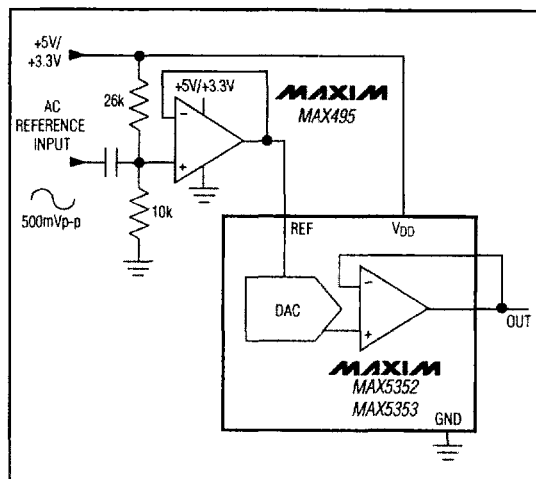 +5V/
+3.3V
26k
+5V/+3.3V
MAXIM
MAX495
AC
REFERENCE
INPUT
500mVp-p
10k
−
+
REF
VDD
DAC
−
+
OUT
MAXIM
MAX5352
MAX5353
GND